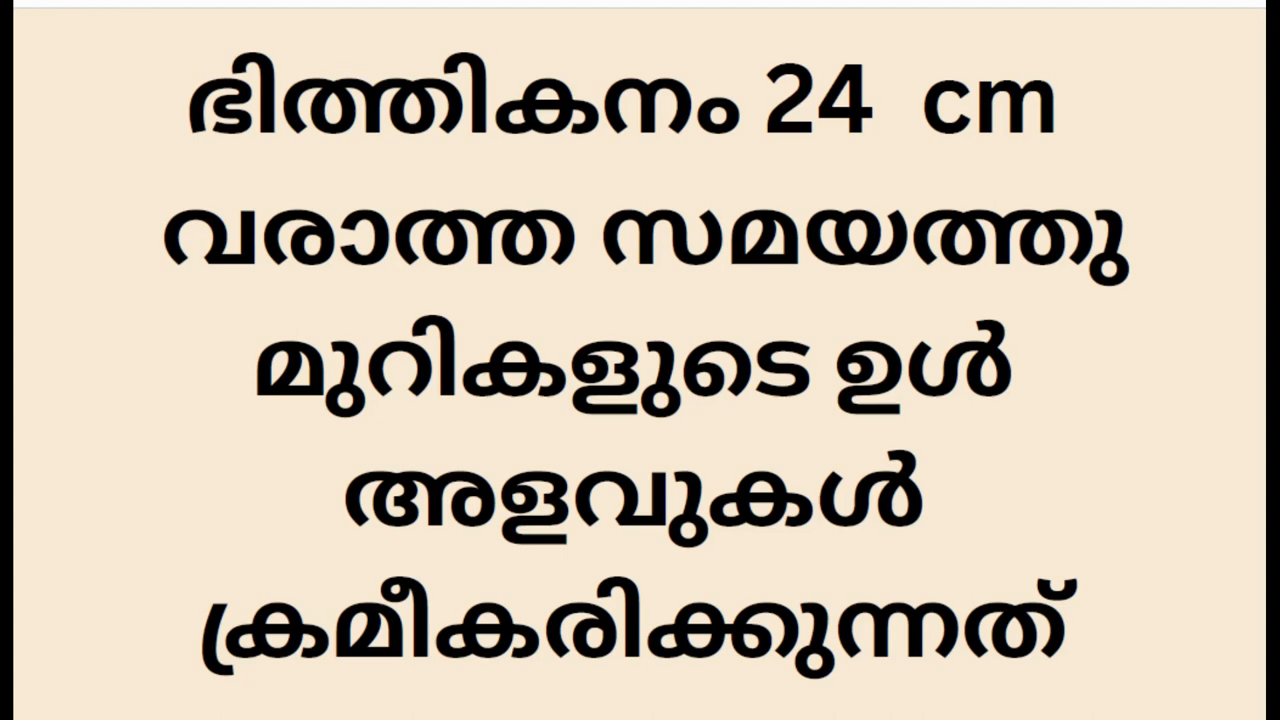 ഭിത്തികനം 24 cm
വരാത്ത സമയത്തു
മുറികളുടെ ഉൾ
അളവുകൾ
ക്രമീകരിക്കുന്നത്